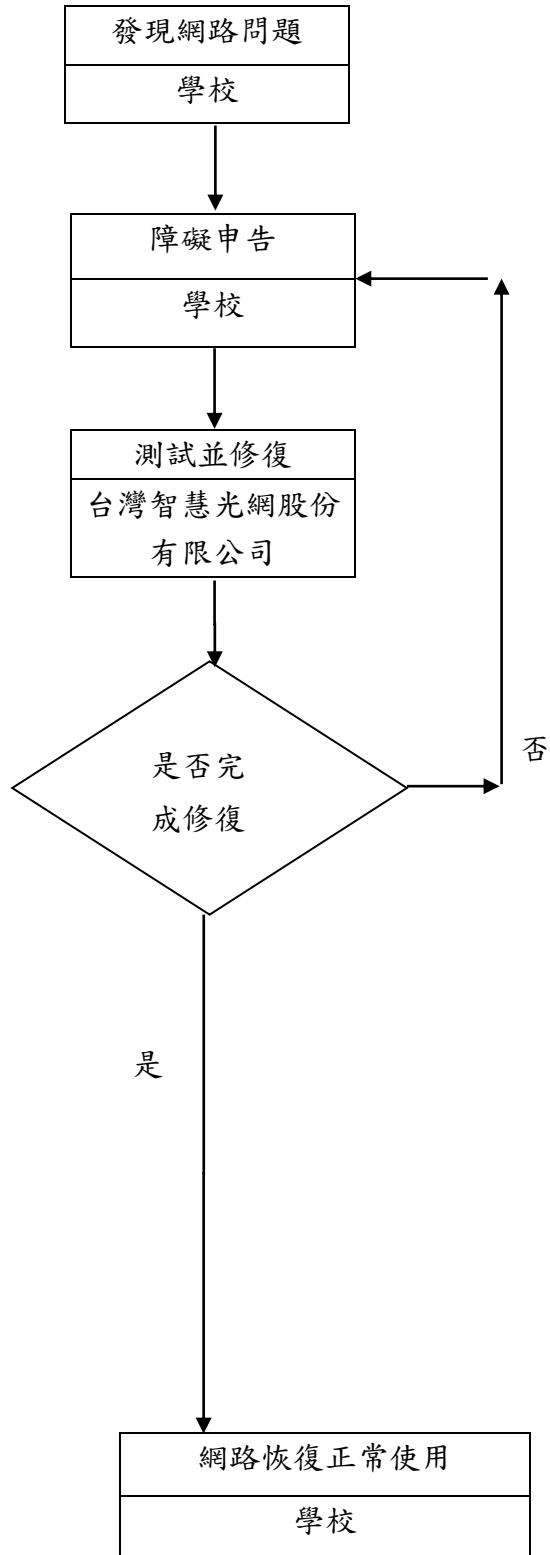 發現網路問題
學校
障礙申告
學校
測試並修復
台灣智慧光網股份
有限公司
是否完
成修復
否
是
網路恢復正常使用
學校